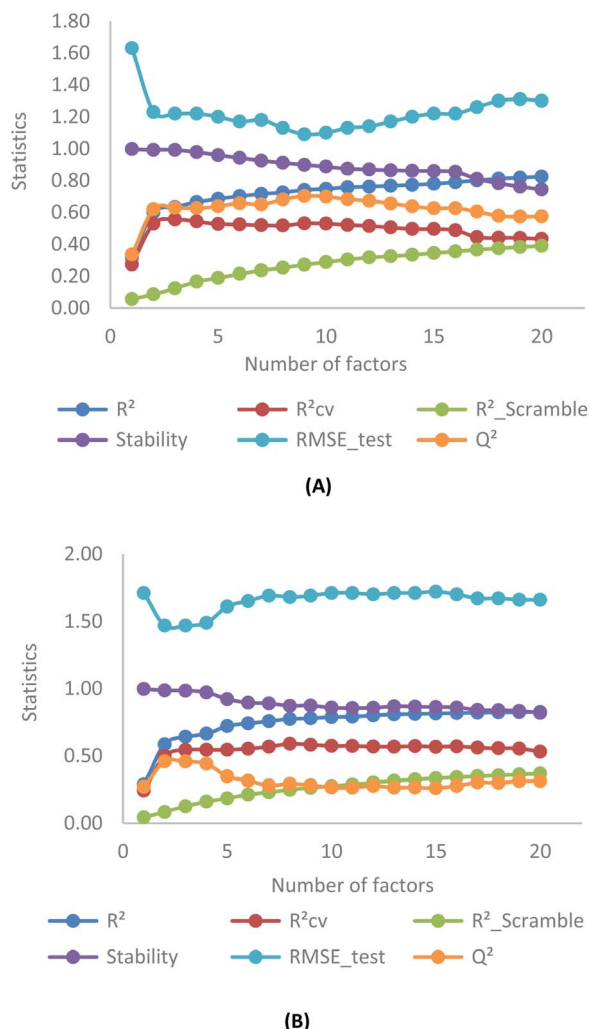 1.80
1.60
1.40
1.20
1.00
0.80
0.60
0.40
0.20
0.00
Statistics
0 5 10 15 20
Number of factors
R² R²cv R²_Scramble
Stability RMSE_test Q²
(A)
2.00
1.50
1.00
0.50
0.00
Statistics
0 5 10 15 20
Number of factors
R² R²cv R²_Scramble
Stability RMSE_test Q²
(B)